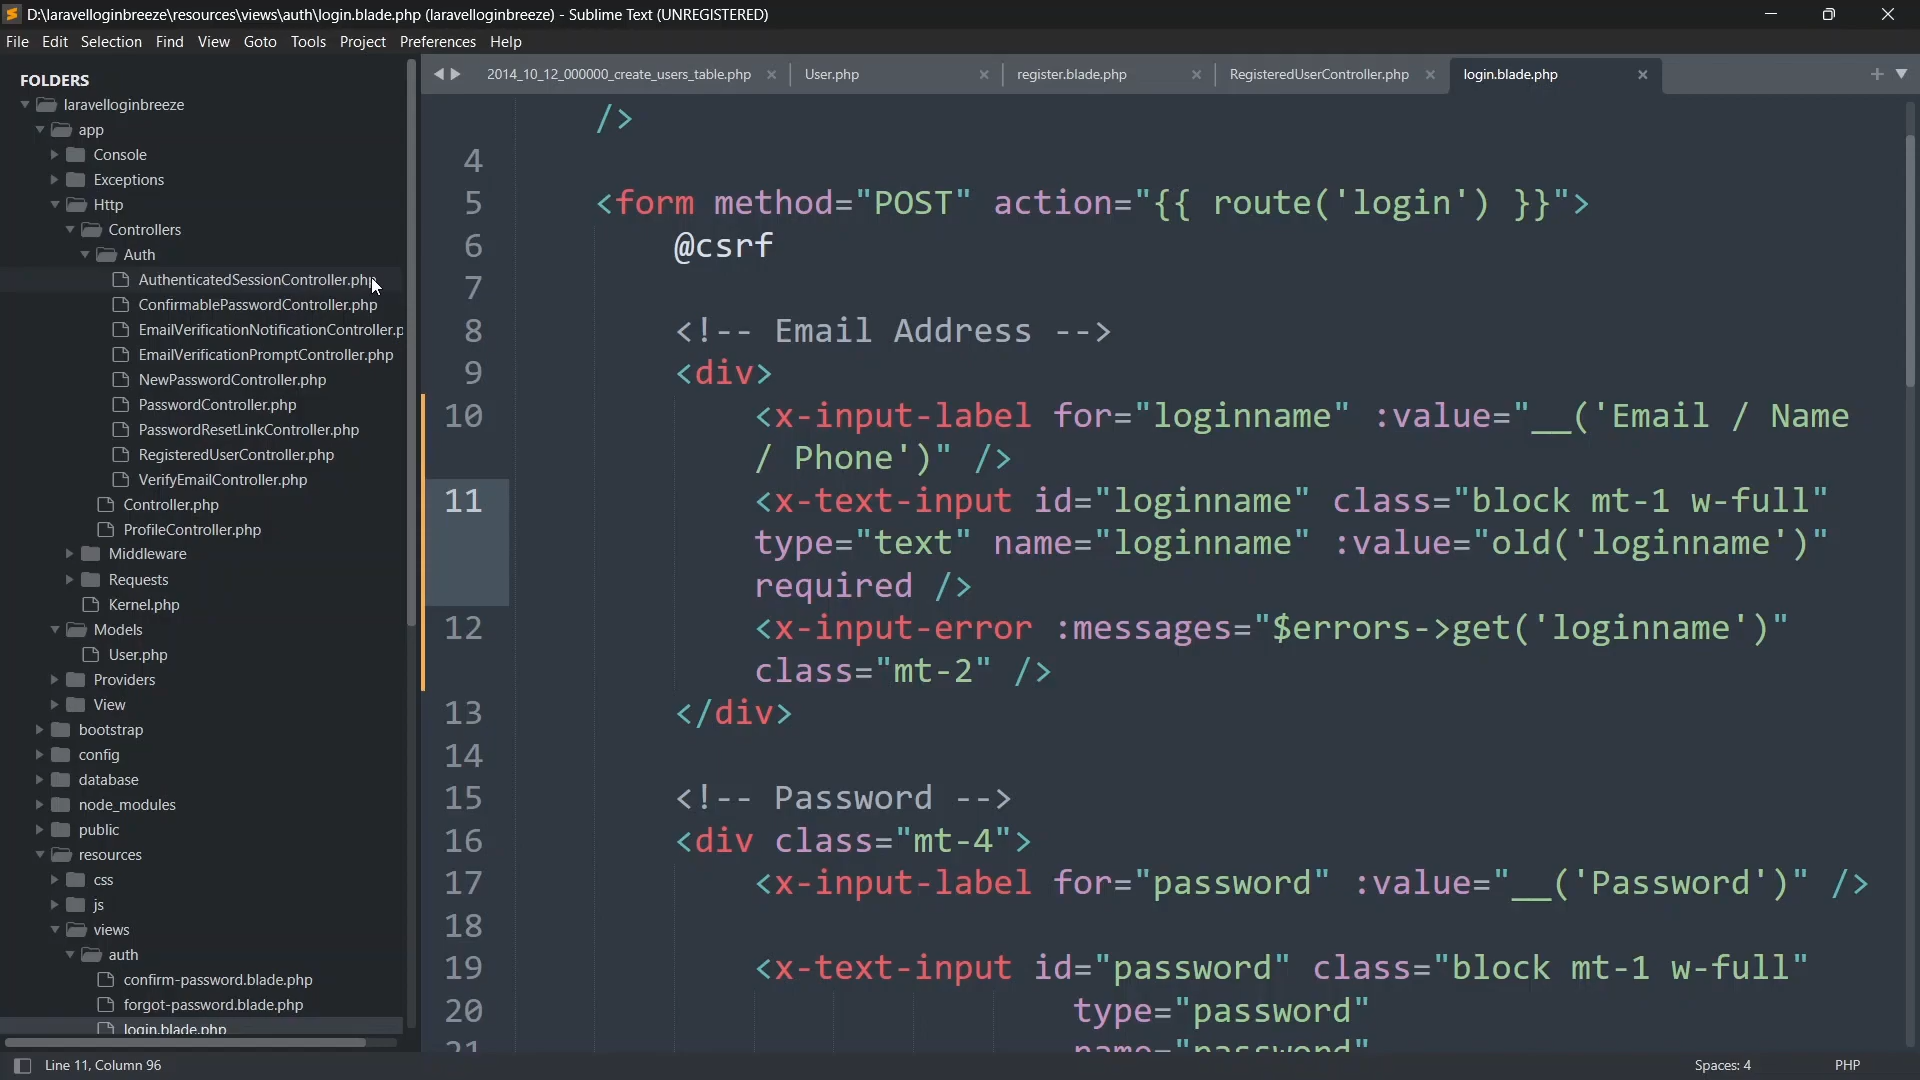 D:\laravelloginbreeze\resources\views\auth\login.blade.php (laravelloginbreeze) - Sublime Text (UNREGISTERED)
File Edit Selection Find View Goto Tools Project Preferences Help
FOLDERS
laravelloginbreeze
app
Console
Exceptions
Http
Controllers
Auth
AuthenticatedSessionController.php
ConfirmablePasswordController.php
EmailVerificationNotificationController.p
EmailVerificationPromptController.php
NewPasswordController.php
PasswordController.php
PasswordResetLinkController.php
RegisteredUserController.php
VerifyEmailController.php
Controller.php
ProfileController.php
Middleware
Requests
Kernel.php
Models
User.php
Providers
View
bootstrap
config
database
node_modules
public
resources
css
js
views
auth
confirm-password.blade.php
forgot-password.blade.php
login.blade.php
2014_10_12_000000_create_users_table.php User.php register.blade.php RegisteredUserController.php login.blade.php
/>
4
5 <form method="POST" action="{{ route('login') }}">
6 @csrf
7
8 <!-- Email Address -->
9 <div>
10 <x-input-label for="loginname" :value="__('Email / Name
/ Phone')" />
11 <x-text-input id="loginname" class="block mt-1 w-full"
type="text" name="loginname" :value="old('loginname')"
required />
12 <x-input-error :messages="$errors->get('loginname')"
class="mt-2" />
13 </div>
14
15 <!-- Password -->
16 <div class="mt-4">
17 <x-input-label for="password" :value="__('Password')" />
18
19 <x-text-input id="password" class="block mt-1 w-full"
20 type="password"
21 name="password"
Line 11, Column 96
Spaces: 4
PHP